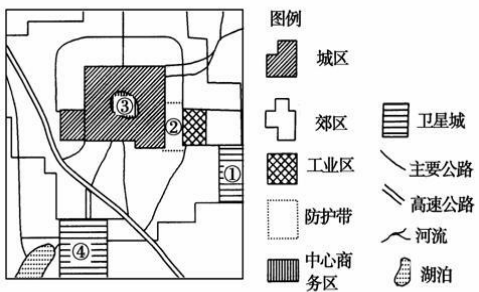 图例
城区
郊区
卫星城
工业区
主要公路
防护带
高速公路
河流
中心商
务区
湖泊
③
②
①
④